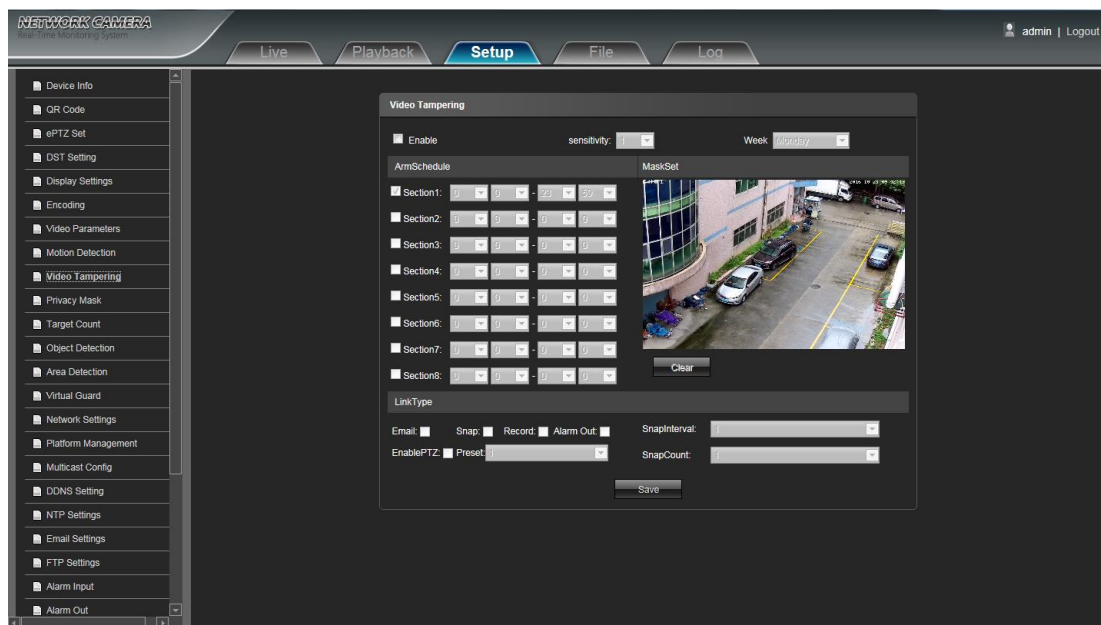 NETWORK CAMERA
Real-Time Monitoring System
admin | Logout
Live Playback Setup File Log
Device Info
QR Code
ePTZ Set
DST Setting
Display Settings
Encoding
Video Parameters
Motion Detection
Video Tampering
Privacy Mask
Target Count
Object Detection
Area Detection
Virtual Guard
Network Settings
Platform Management
Multicast Config
DDNS Setting
NTP Settings
Email Settings
FTP Settings
Alarm Input
Alarm Out
Video Tampering
Enable sensitivity: 1 Week Monday
ArmSchedule
Section1: 0 0 - 23 59
Section2: 0 0 - 0 0
Section3: 0 0 - 0 0
Section4: 0 0 - 0 0
Section5: 0 0 - 0 0
Section6: 0 0 - 0 0
Section7: 0 0 - 0 0
Section8: 0 0 - 0 0
MaskSet
Clear
LinkType
Email: Snap: Record: Alarm Out:
EnablePTZ: Preset: 1
SnapInterval: 1
SnapCount: 1
Save